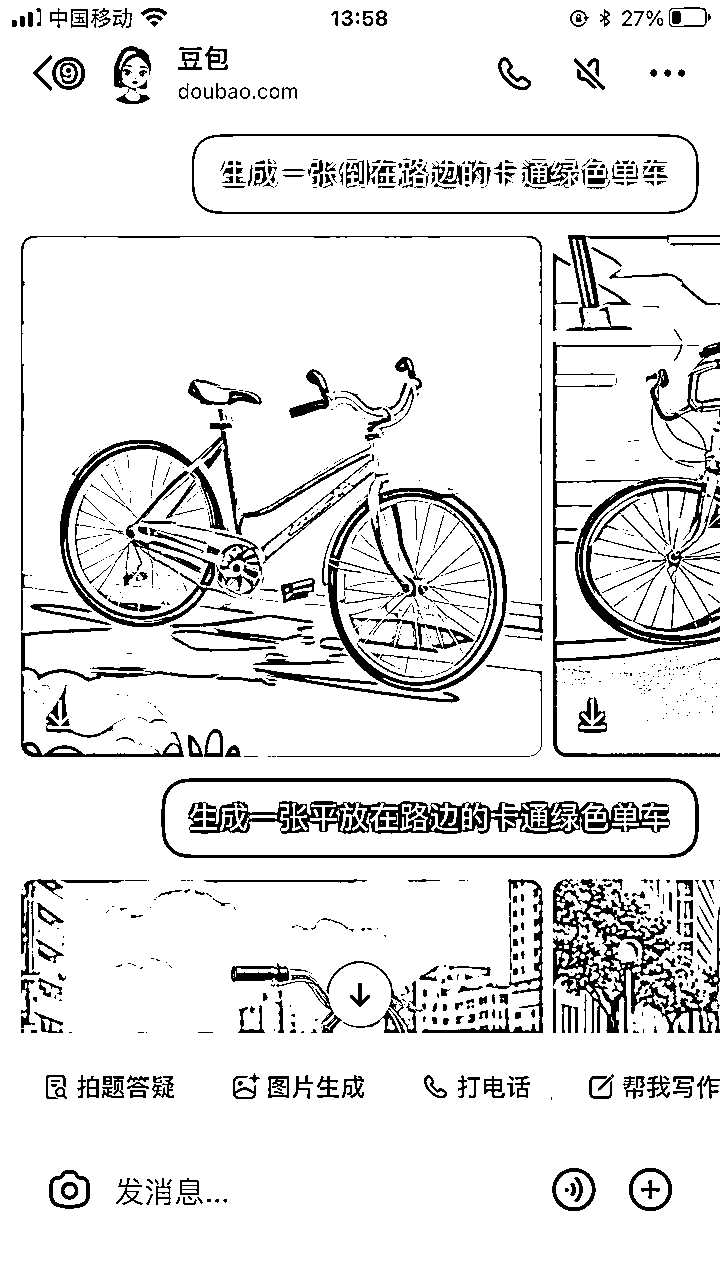 中国移动 13:58 27%
9 豆包
doubao.com
生成一张倒在路边的卡通绿色单车
生成一张平放在路边的卡通绿色单车
拍题答疑 图片生成 打电话 帮我写作
发消息...